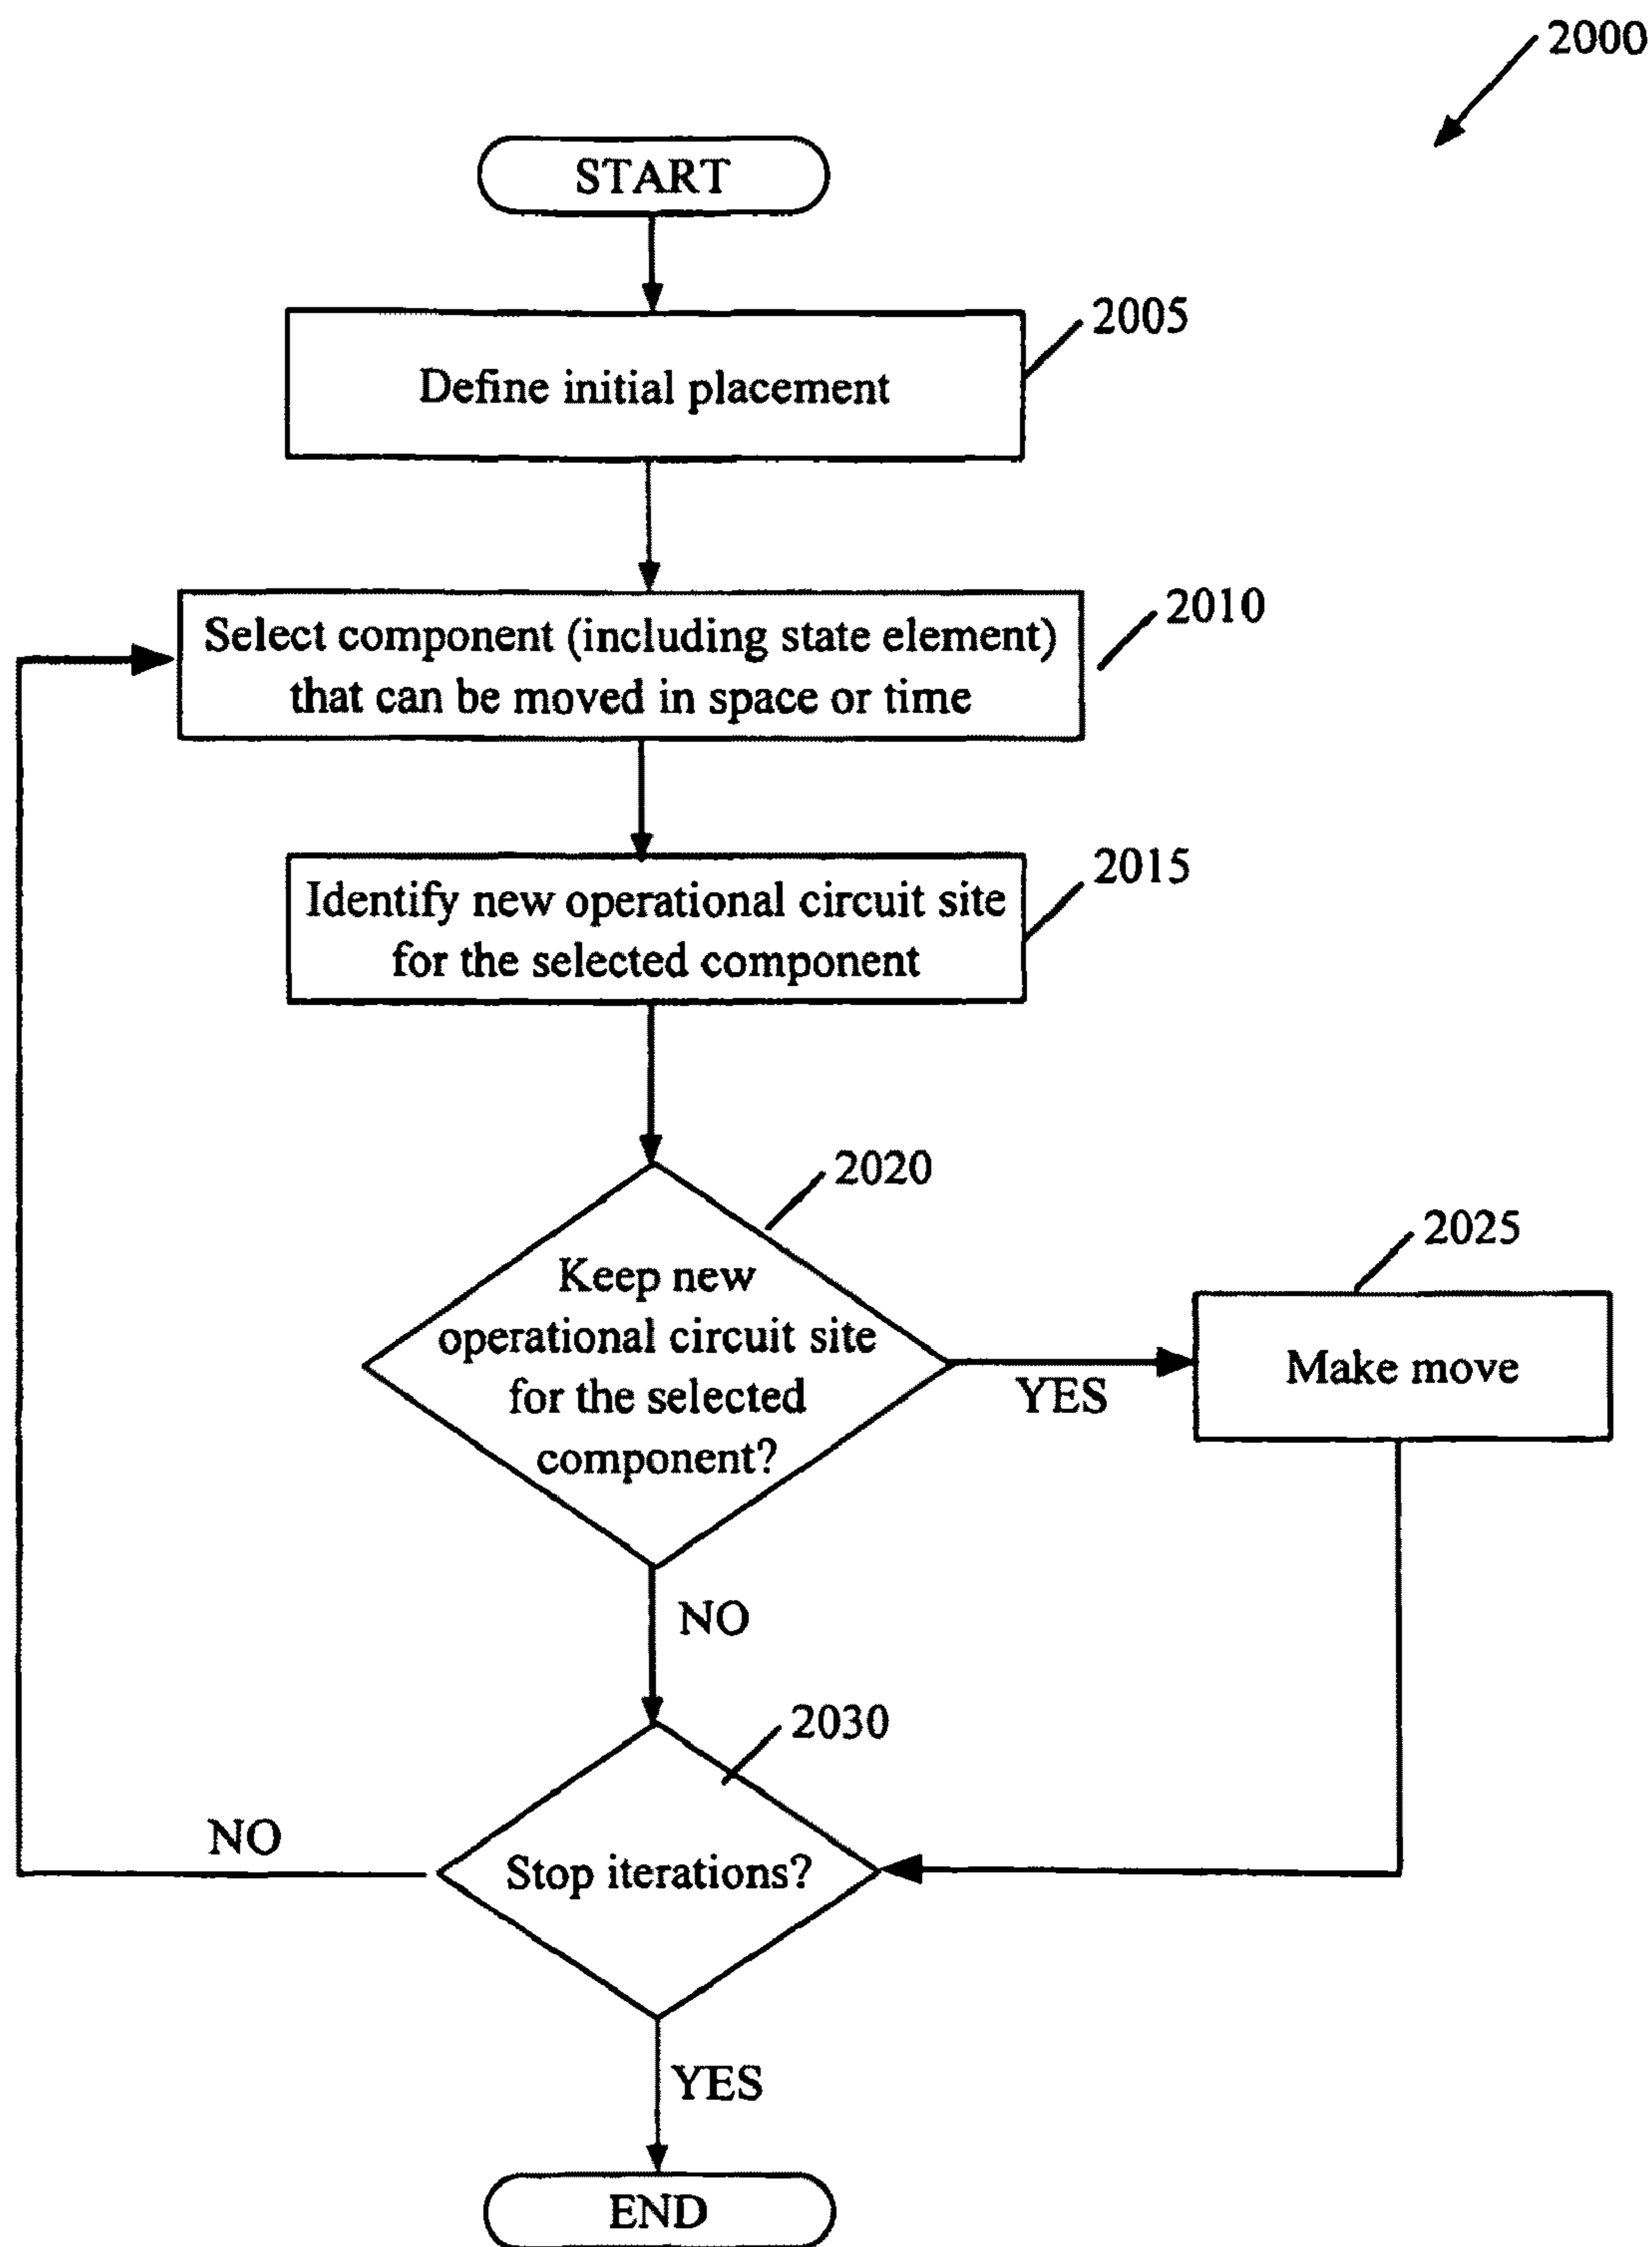 2000
START
2005
Define initial placement
2010
Select component (including state element)
that can be moved in space or time
2015
Identify new operational circuit site
for the selected component
2020
Keep new
operational circuit site
for the selected
component?
YES
2025
Make move
NO
2030
Stop iterations?
NO
YES
END